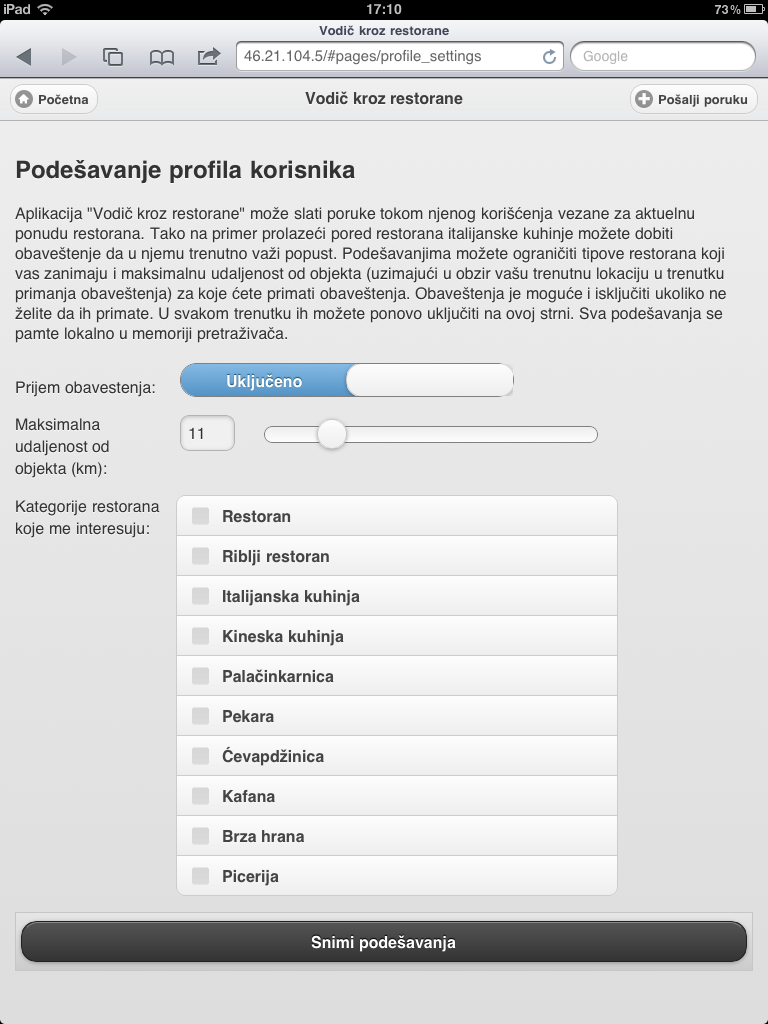 iPad 17:10 73%
Vodič kroz restorane
46.21.104.5/#pages/profile_settings Google
Početna Vodič kroz restorane Pošalji poruku
Podešavanje profila korisnika
Aplikacija "Vodič kroz restorane" može slati poruke tokom njenog korišćenja vezane za aktuelnu
ponudu restorana. Tako na primer prolazeći pored restorana italijanske kuhinje možete dobiti
obaveštenje da u njemu trenutno važi popust. Podešavanjima možete ograničiti tipove restorana koji
vas zanimaju i maksimalnu udaljenost od objekta (uzimajući u obzir vašu trenutnu lokaciju u trenutku
primanja obaveštenja) za koje ćete primati obaveštenja. Obaveštenja je moguće i isključiti ukoliko ne
želite da ih primate. U svakom trenutku ih možete ponovo uključiti na ovoj strni. Sva podešavanja se
pamte lokalno u memoriji pretraživača.
Prijem obavestenja: Uključeno
Maksimalna
udaljenost od
objekta (km):
11
Kategorije restorana
koje me interesuju:
Restoran
Riblji restoran
Italijanska kuhinja
Kineska kuhinja
Palačinkarnica
Pekara
Ćevapdžinica
Kafana
Brza hrana
Picerija
Snimi podešavanja